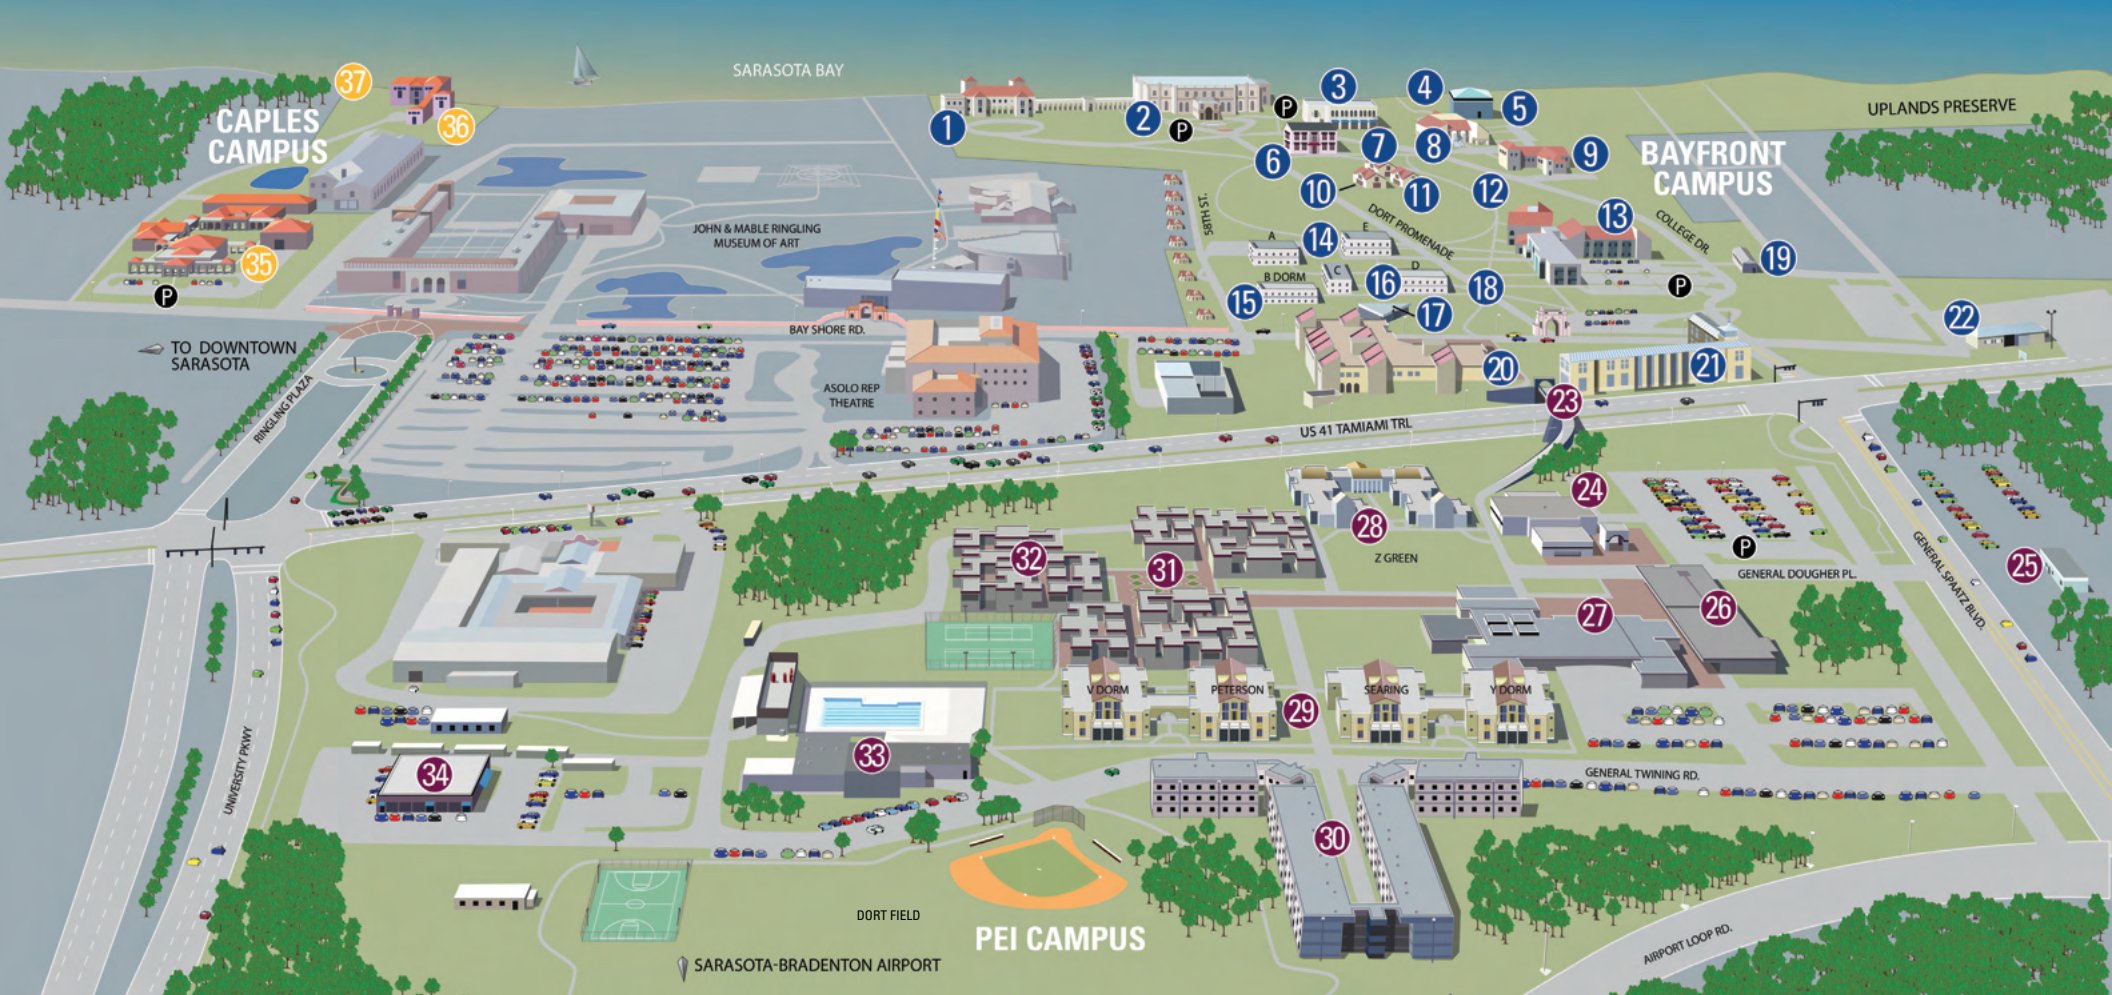 SARASOTA BAY
37
36
CAPLES
CAMPUS
35
P
1
2
P
P
3
4
5
6
7
8
9
10
11
12
13
UPLANDS PRESERVE
BAYFRONT
CAMPUS
COLLEGE DR.
DORT PROMENADE
58TH ST.
JOHN & MABLE RINGLING
MUSEUM OF ART
A
14
E
B DORM
C
16
D
15
17
18
19
P
BAY SHORE RD.
TO DOWNTOWN
SARASOTA
RINGLING PLAZA
ASOLO REP
THEATRE
20
21
22
23
US 41 TAMIAMI TRL
24
25
26
27
28
Z GREEN
P
GENERAL DOUGHER PL.
GENERAL SPAATZ BLVD.
32
31
V DORM
PETERSON
29
SEARING
Y DORM
33
34
UNIVERSITY PKWY
GENERAL TWINING RD.
30
DORT FIELD
PEI CAMPUS
SARASOTA-BRADENTON AIRPORT
AIRPORT LOOP RD.